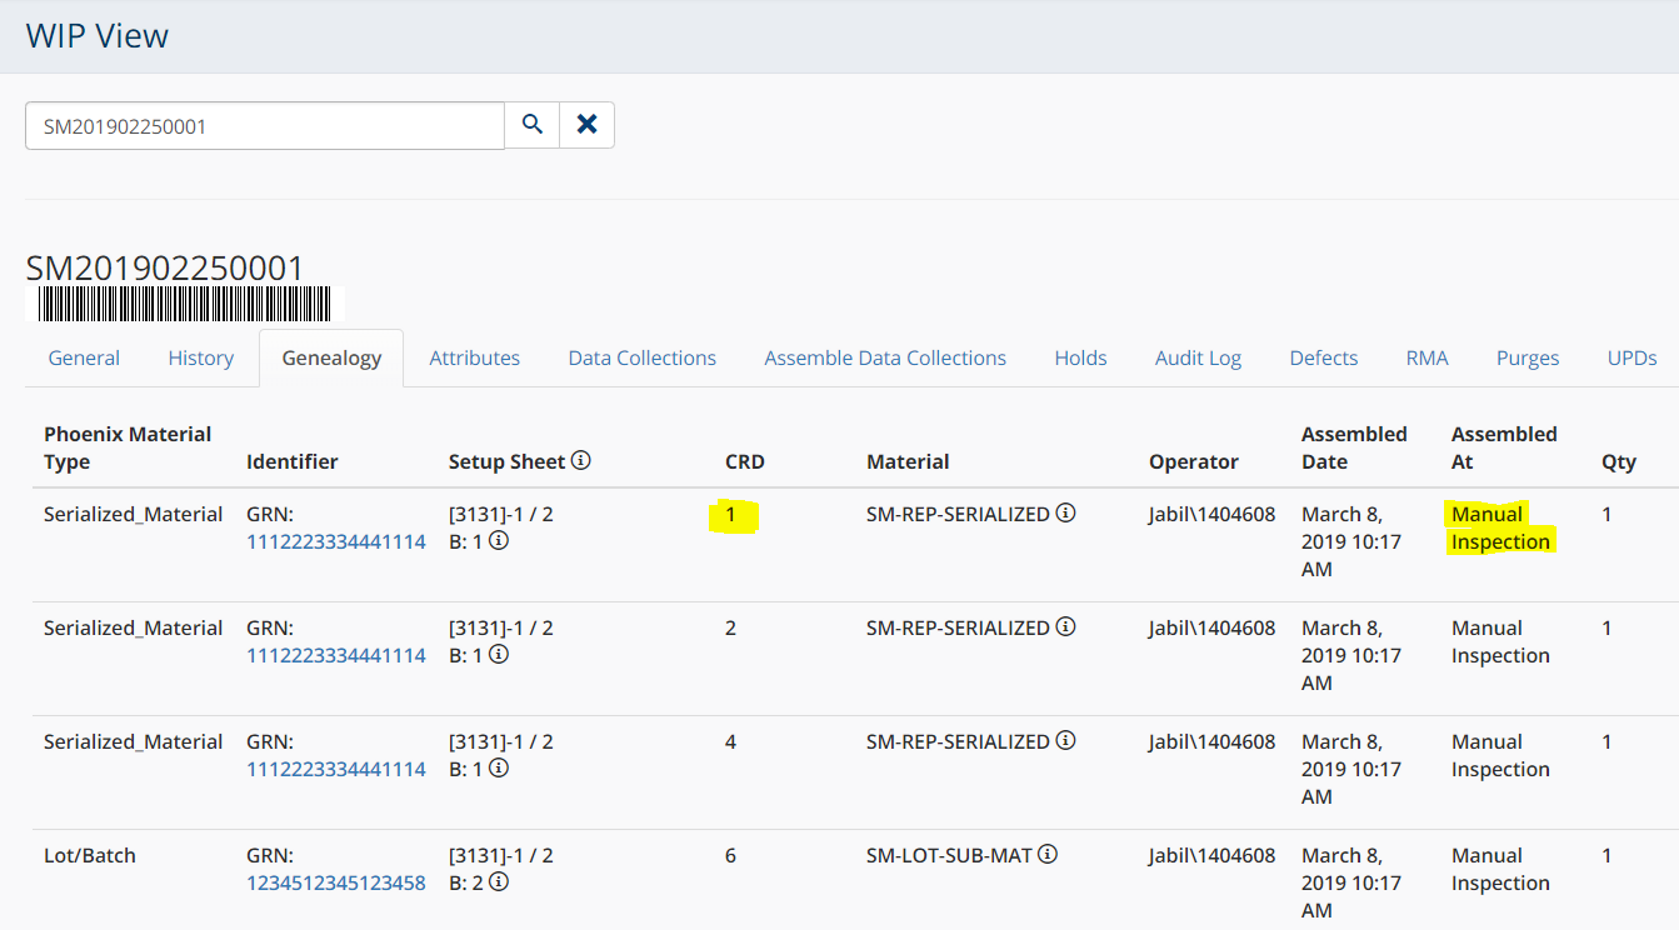 WIP View
SM201902250001
SM201902250001
General History Genealogy Attributes Data Collections Assemble Data Collections Holds Audit Log Defects RMA Purges UPDs
Phoenix Material Assembled Assembled
Type Identifier Setup Sheet CRD Material Operator Date At Qty
Serialized_Material GRN: [3131]-1 / 2 1 SM-REP-SERIALIZED Jabil\1404608 March 8, Manual 1
1112223334441114 B: 1 2019 10:17 Inspection
AM
Serialized_Material GRN: [3131]-1 / 2 2 SM-REP-SERIALIZED Jabil\1404608 March 8, Manual 1
1112223334441114 B: 1 2019 10:17 Inspection
AM
Serialized_Material GRN: [3131]-1 / 2 4 SM-REP-SERIALIZED Jabil\1404608 March 8, Manual 1
1112223334441114 B: 1 2019 10:17 Inspection
AM
Lot/Batch GRN: [3131]-1 / 2 6 SM-LOT-SUB-MAT Jabil\1404608 March 8, Manual 1
1234512345123458 B: 2 2019 10:17 Inspection
AM